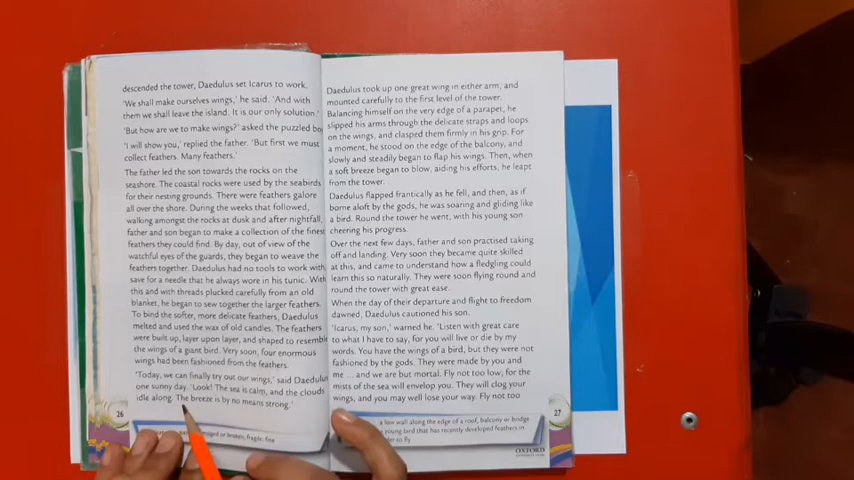 descended the tower, Daedulus set Icarus to work.
'We shall make ourselves wings,' he said. 'And with
them we shall leave the island. It is our only solution.'
'But how are we to make wings?' asked the puzzled bo
'I will show you,' replied the father. 'But first we must
collect feathers. Many feathers.'
The father led the son towards the rocks on the
seashore. The coastal rocks were used by the seabirds
for their nesting grounds. There were feathers galore
all over the shore. During the weeks that followed,
walking amongst the rocks at dusk and after nightfall,
father and son began to make a collection of the finest
feathers they could find. By day, out of view of the
watchful eyes of the guards, they began to weave the
feathers together. Daedulus had no tools to work with
save for a needle that he always wore in his tunic. With
this and with threads plucked carefully from an old
blanket, he began to sew together the larger feathers.
To bind the softer, more delicate feathers, Daedulus
melted and used the wax of old candles. The feathers
were built up, layer upon layer, and shaped to resemble
the wings of a giant bird. Very soon, four enormous
wings had been fashioned from the feathers.
'Today, we can finally try out our wings,' said Daedulus
one sunny day. 'Look! The sea is calm, and the clouds
idle along. The breeze is by no means strong.'
26
damaged or broken, fragile, fine
Daedulus took up one great wing in either arm, and
mounted carefully to the first level of the tower.
Balancing himself on the very edge of a parapet, he
slipped his arms through the delicate straps and loops
on the wings, and clasped them firmly in his grip. For
a moment, he stood on the edge of the balcony, and
slowly and steadily began to flap his wings. Then, when
a soft breeze began to blow, aiding his efforts, he leapt
from the tower.
Daedulus flapped frantically as he fell, and then, as if
borne aloft by the gods, he was soaring and gliding like
a bird. Round the tower he went, with his young son
cheering his progress.
Over the next few days, father and son practised taking
off and landing. Very soon they became quite skilled
at this, and came to understand how a fledgling could
learn this so naturally. They were soon flying round and
round the tower with great ease.
When the day of their departure and flight to freedom
dawned, Daedulus cautioned his son.
'Icarus, my son,' warned he. 'Listen with great care
to what I have to say, for you will live or die by my
words. You have the wings of a bird, but they were not
fashioned by the gods. They were made by you and
me ... and we are but mortal. Fly not too low, for the
mists of the sea will envelop you. They will clog your
wings, and you may well lose your way. Fly not too
a low wall along the edge of a roof, balcony or bridge
young bird that has recently developed feathers in
to fly
27
OXFORD